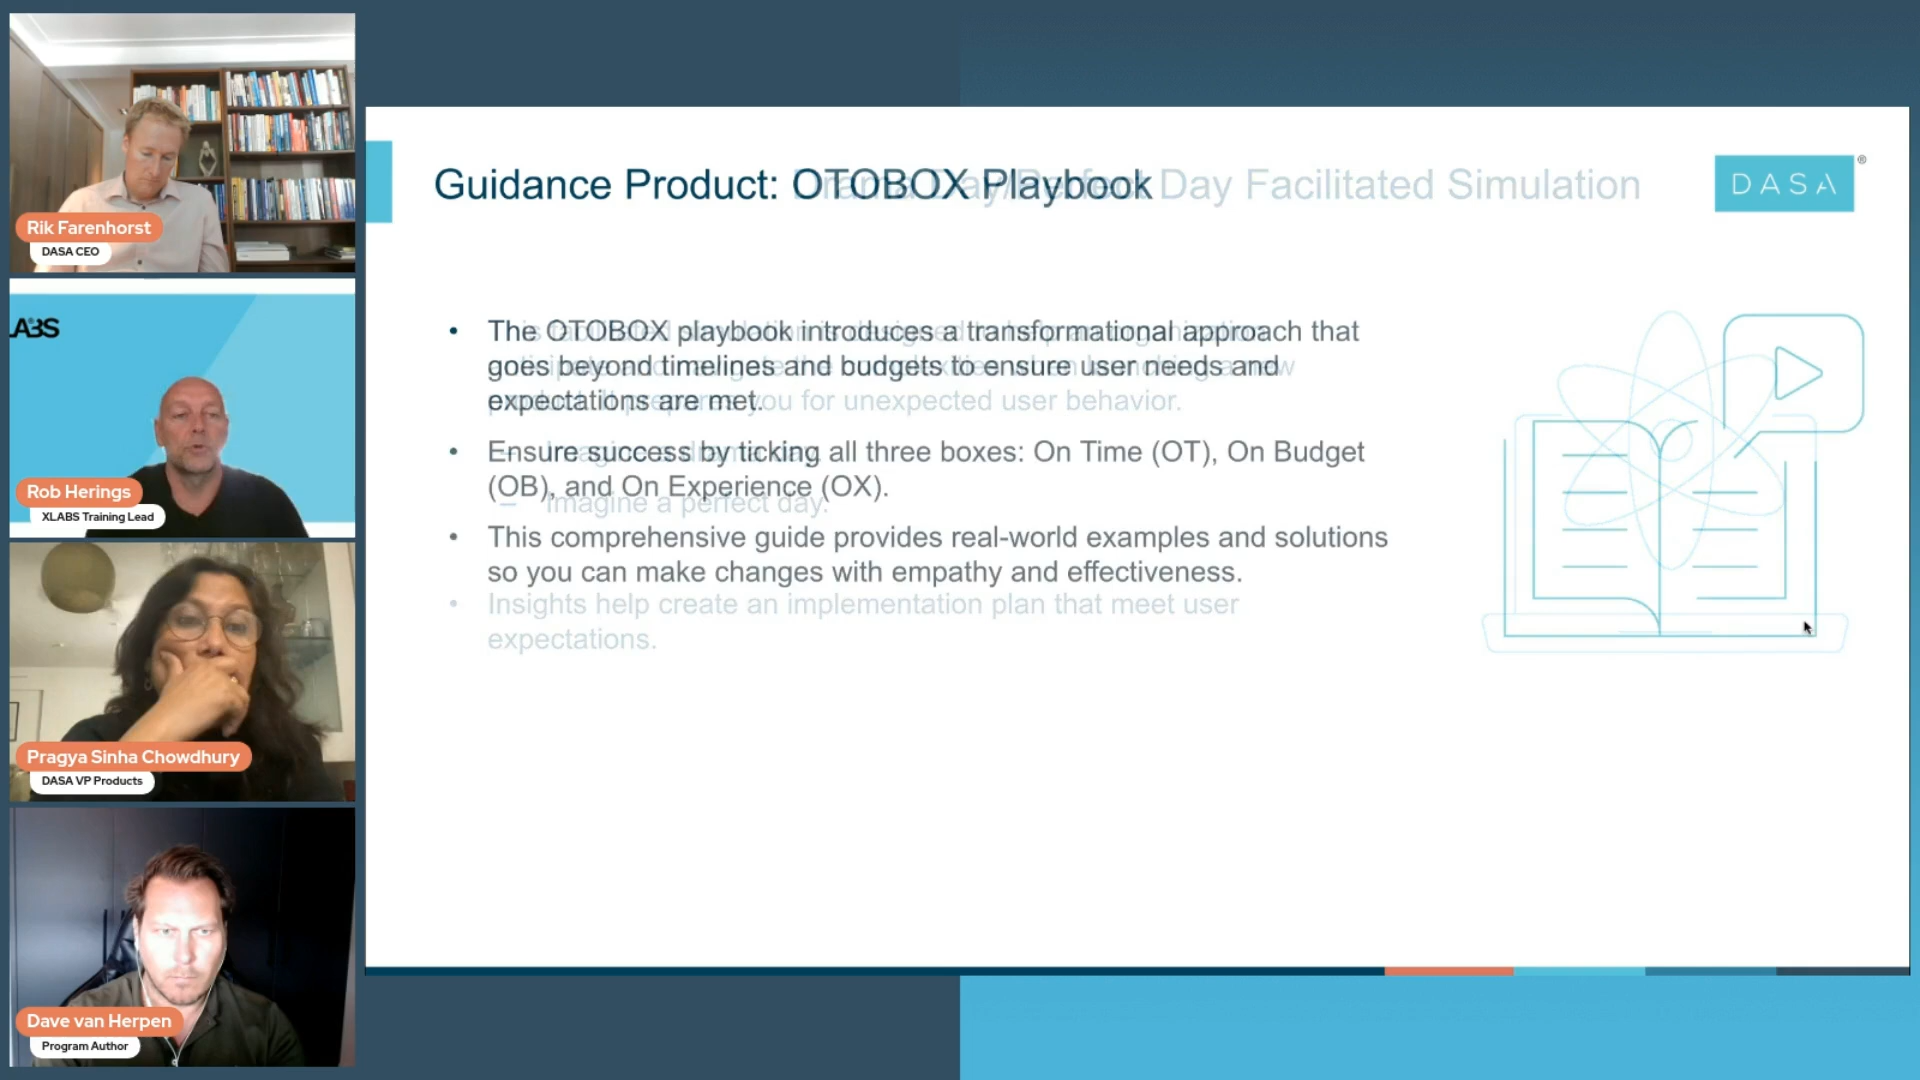 Rik Farenhorst
DASA CEO
LABS
Rob Herings
XLABS Training Lead
Pragya Sinha Chowdhury
DASA VP Products
Dave van Herpen
Program Author
Guidance Product: OTOBOX Playbook
Day Facilitated Simulation
DASA®
• The OTOBOX playbook introduces a transformational approach that
goes beyond timelines and budgets to ensure user needs and
expectations are met.
you for unexpected user behavior.
• Ensure success by ticking all three boxes: On Time (OT), On Budget
(OB), and On Experience (OX).
– Imagine a perfect day.
• This comprehensive guide provides real-world examples and solutions
so you can make changes with empathy and effectiveness.
• Insights help create an implementation plan that meet user
expectations.